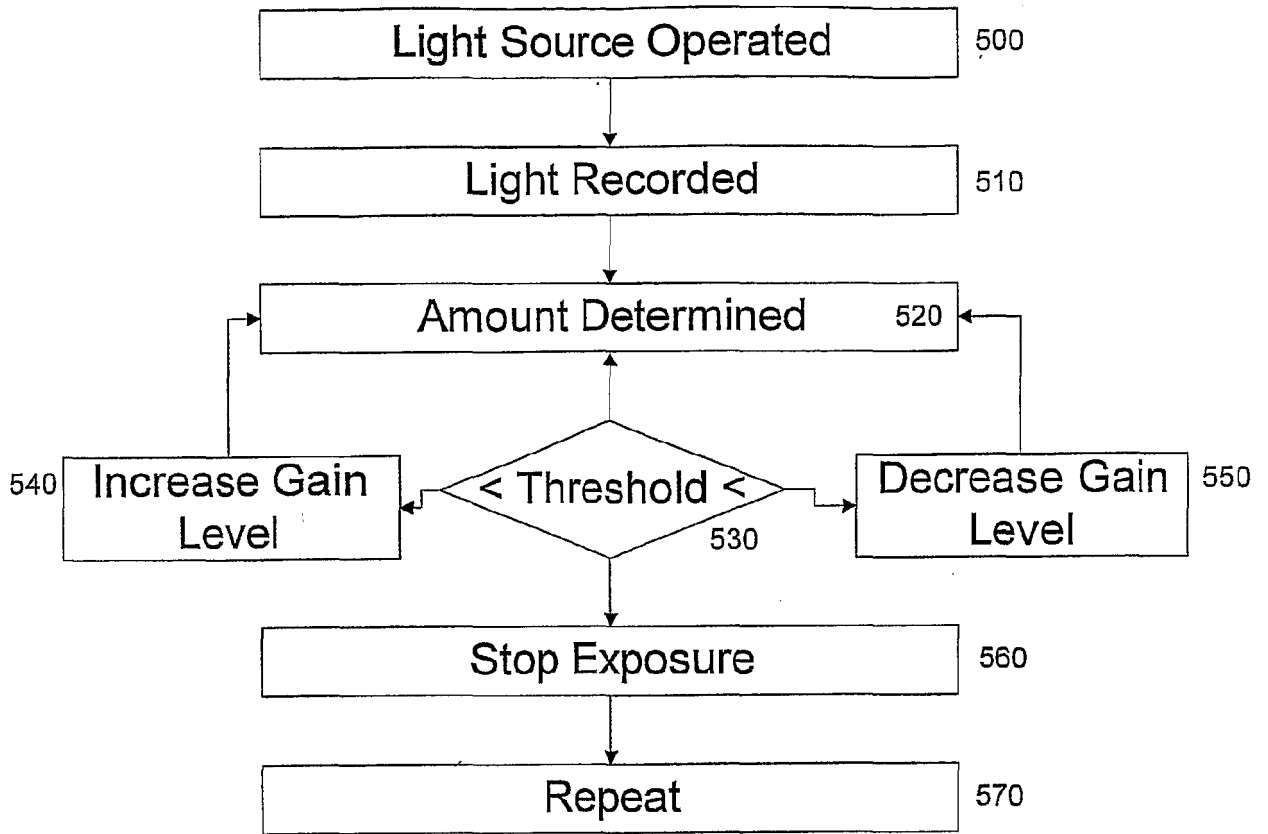 Light Source Operated 500
Light Recorded 510
Amount Determined 520
540 Increase Gain
Level
< Threshold <
530
Decrease Gain 550
Level
Stop Exposure 560
Repeat 570